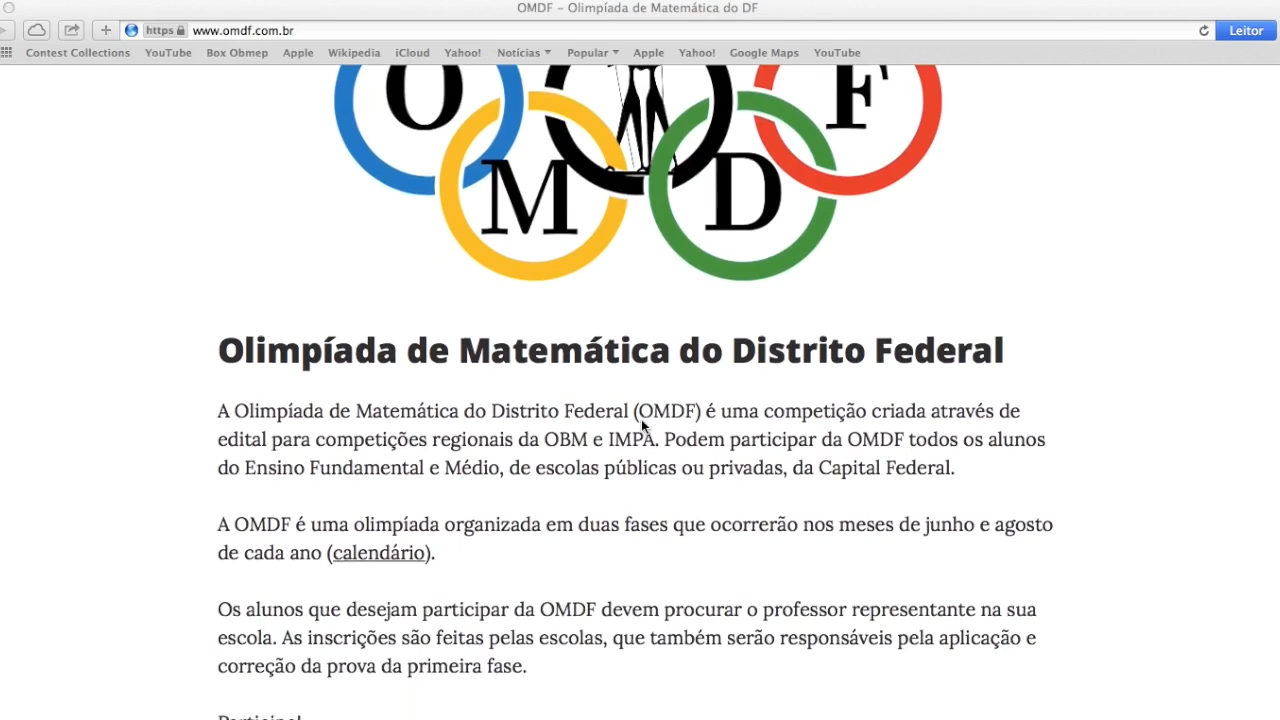 OMDF – Olimpíada de Matemática do DF
https www.omdf.com.br Leitor
Contest Collections YouTube Box Obmep Apple Wikipedia iCloud Yahoo! Notícias Popular Apple Yahoo! Google Maps YouTube
O F
M D
Olimpíada de Matemática do Distrito Federal
A Olimpíada de Matemática do Distrito Federal (OMDF) é uma competição criada através de
edital para competições regionais da OBM e IMPA. Podem participar da OMDF todos os alunos
do Ensino Fundamental e Médio, de escolas públicas ou privadas, da Capital Federal.
A OMDF é uma olimpíada organizada em duas fases que ocorrerão nos meses de junho e agosto
de cada ano (calendário).
Os alunos que desejam participar da OMDF devem procurar o professor representante na sua
escola. As inscrições são feitas pelas escolas, que também serão responsáveis pela aplicação e
correção da prova da primeira fase.